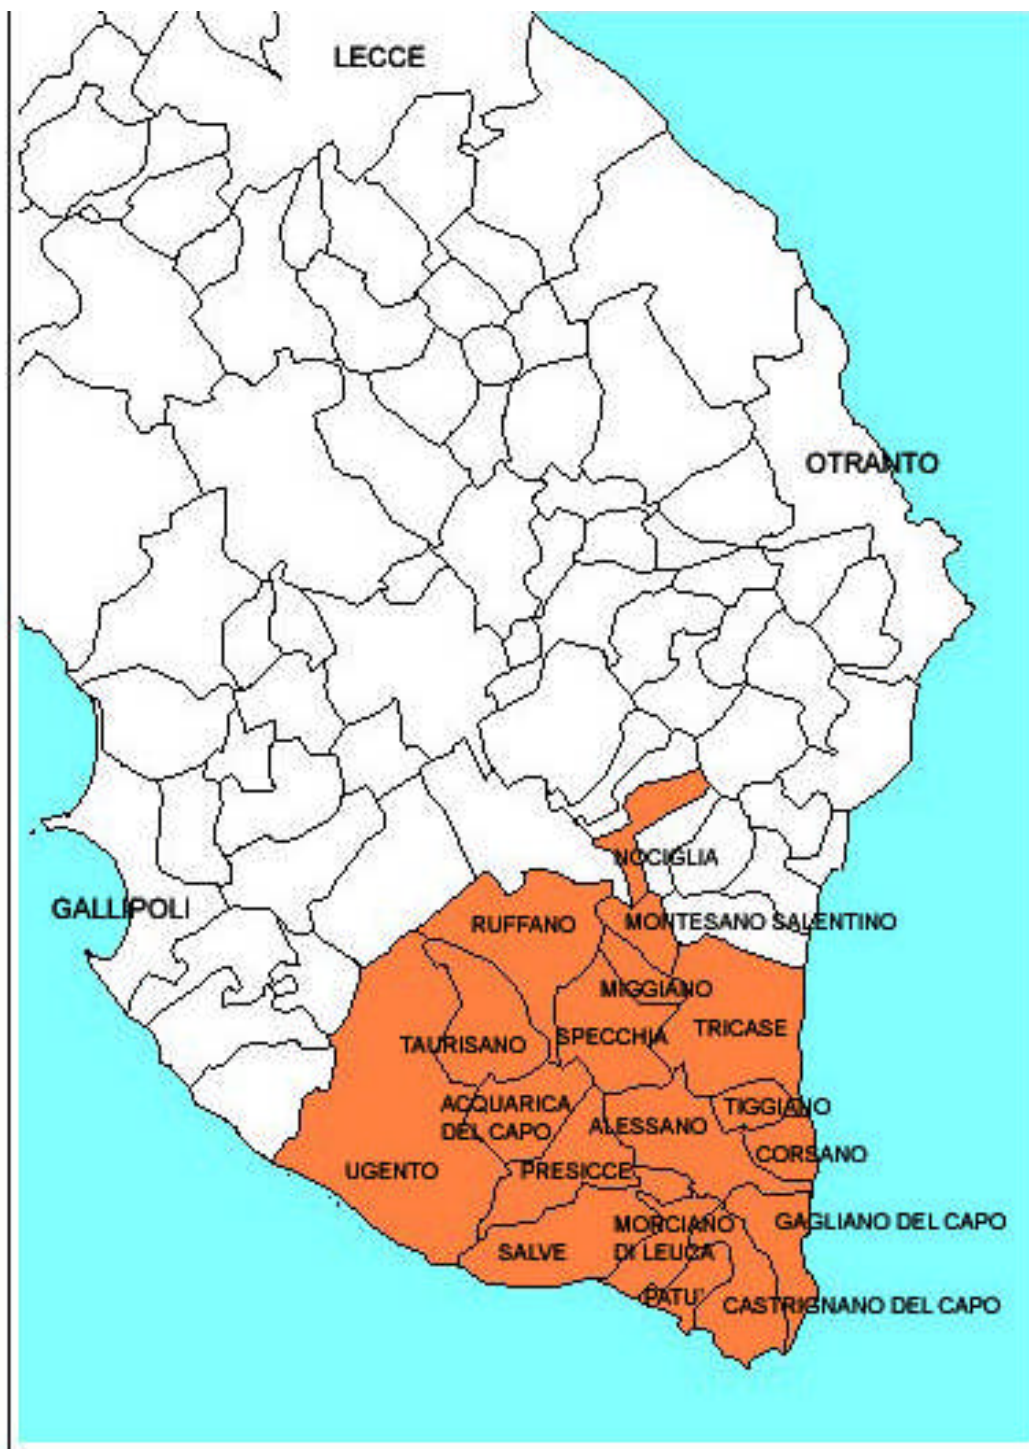 LECCE
OTRANTO
NOCIGLIA
GALLIPOLI
RUFFANO
MONTESANO SALENTINO
MIGGIANO
TAURISANO
SPECCHIA
TRICASE
ACQUARICA
DEL CAPO
ALESSANO
TIGGIANO
CORSANO
UGENTO
PRESICCE
SALVE
MORCIANO
DI LEUCA
GAGLIANO DEL CAPO
PATU'
CASTRIGNANO DEL CAPO